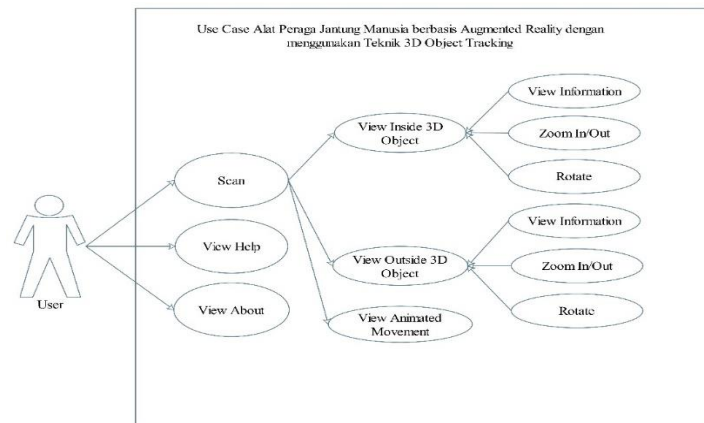 Use Case Alat Peraga Jantung Manusia berbasis Augmented Reality dengan
menggunakan Teknik 3D Object Tracking
View Information
View Inside 3D
Object
Zoom In/Out
Rotate
Scan
View Information
View Help
View Outside 3D
Object
Zoom In/Out
User
View About
View Animated
Movement
Rotate